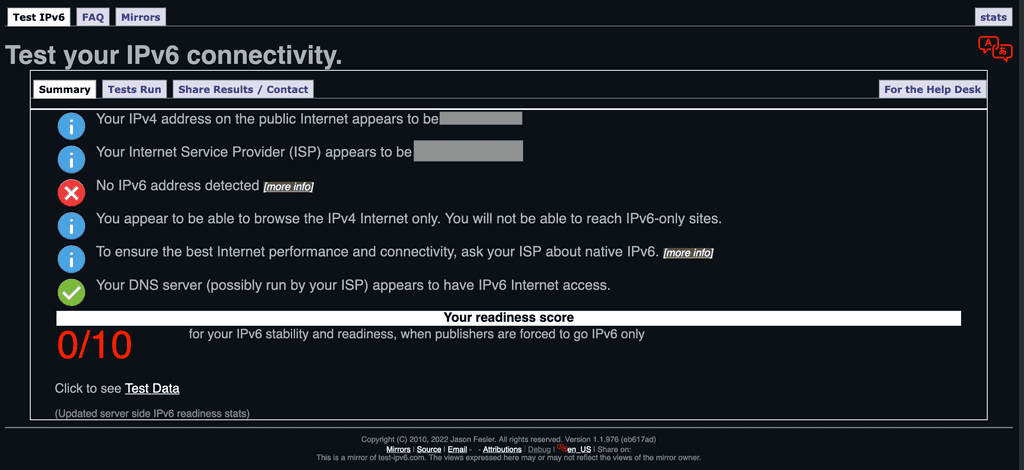 Test IPv6 FAQ Mirrors stats
Test your IPv6 connectivity.
Summary Tests Run Share Results / Contact For the Help Desk
Your IPv4 address on the public Internet appears to be
Your Internet Service Provider (ISP) appears to be
No IPv6 address detected [more info]
You appear to be able to browse the IPv4 Internet only. You will not be able to reach IPv6-only sites.
To ensure the best Internet performance and connectivity, ask your ISP about native IPv6. [more info]
Your DNS server (possibly run by your ISP) appears to have IPv6 Internet access.
Your readiness score
0/10 for your IPv6 stability and readiness, when publishers are forced to go IPv6 only
Click to see Test Data
(Updated server side IPv6 readiness stats)
Copyright (C) 2010, 2022 Jason Fesler. All rights reserved. Version 1.1.976 (eb617ad)
Mirrors | Source | Email - - Attributions | Debug | en_US | Share on:
This is a mirror of test-ipv6.com. The views expressed here may or may not reflect the views of the mirror owner.